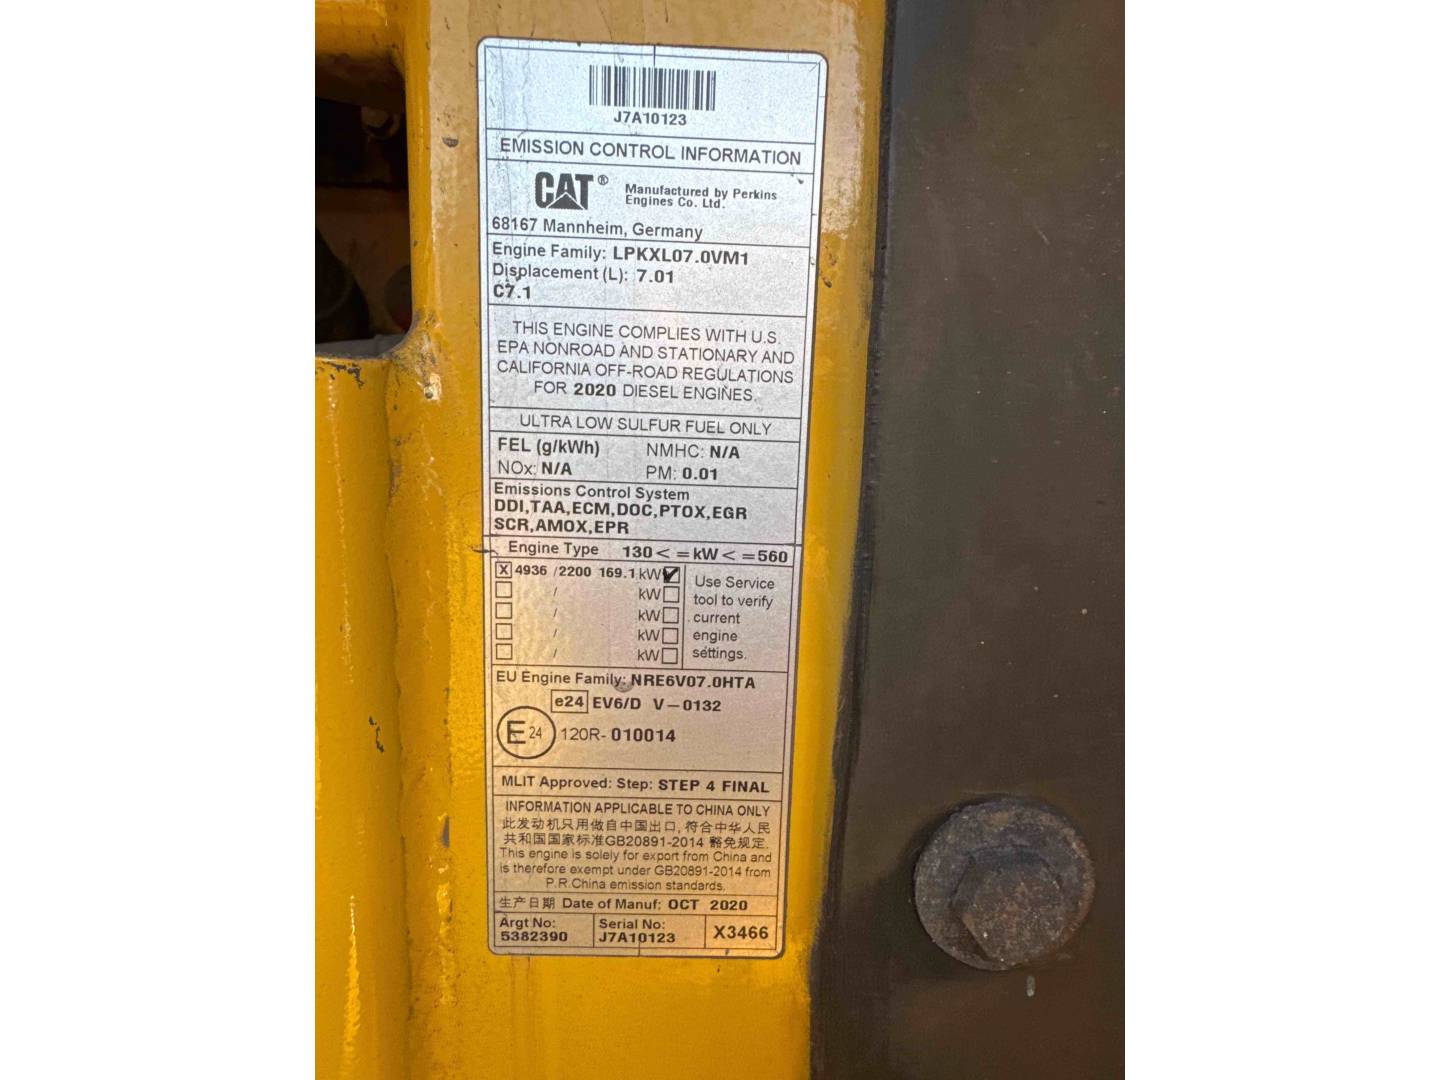 J7A10123
EMISSION CONTROL INFORMATION
CAT® Manufactured by Perkins
Engines Co. Ltd.
68167 Mannheim, Germany
Engine Family: LPKXL07.0VM1
Displacement (L): 7.01
C7.1
THIS ENGINE COMPLIES WITH U.S.
EPA NONROAD AND STATIONARY AND
CALIFORNIA OFF-ROAD REGULATIONS
FOR 2020 DIESEL ENGINES.
ULTRA LOW SULFUR FUEL ONLY
FEL (g/kWh) NMHC: N/A
NOx: N/A PM: 0.01
Emissions Control System
DDI,TAA,ECM,DOC,PTOX,EGR
SCR,AMOX,EPR
Engine Type 130< =kW< =560
X 4936 /2200 169.1 kW
/ kW
/ kW
/ kW
/ kW
Use Service
tool to verify
current
engine
settings.
EU Engine Family: NRE6V07.0HTA
e24 EV6/D V-0132
E24 120R-010014
MLIT Approved: Step: STEP 4 FINAL
INFORMATION APPLICABLE TO CHINA ONLY
此发动机只用做自中国出口, 符合中华人民
共和国国家标准GB20891-2014 豁免规定.
This engine is solely for export from China and
is therefore exempt under GB20891-2014 from
P.R.China emission standards.
生产日期 Date of Manuf: OCT 2020
Argt No:
5382390
Serial No:
J7A10123
X3466